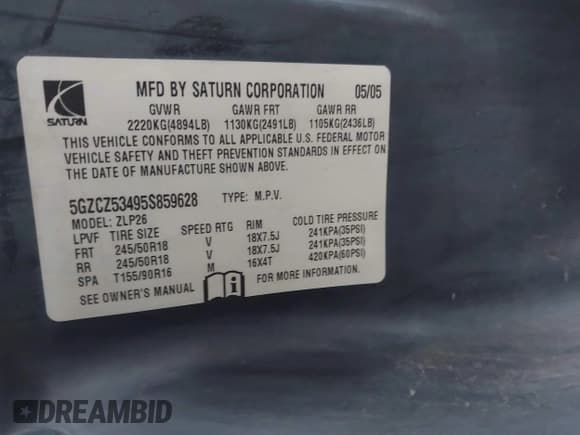 MFD BY SATURN CORPORATION 05/05
SATURN
GVWR GAWR FRT GAWR RR
2220KG(4894LB) 1130KG(2491LB) 1105KG(2436LB)
THIS VEHICLE CONFORMS TO ALL APPLICABLE U.S. FEDERAL MOTOR
VEHICLE SAFETY AND THEFT PREVENTION STANDARDS IN EFFECT ON
THE DATE OF MANUFACTURE SHOWN ABOVE.
5GZCZ53495S859628 TYPE: M.P.V.
MODEL: ZLP26
LPVF TIRE SIZE SPEED RTG RIM COLD TIRE PRESSURE
FRT 245/50R18 V 18X7.5J 241KPA(35PSI)
RR 245/50R18 V 18X7.5J 241KPA(35PSI)
SPA T155/90R16 M 16X4T 420KPA(60PSI)
SEE OWNER'S MANUAL i FOR MORE INFORMATION.
DREAMBID